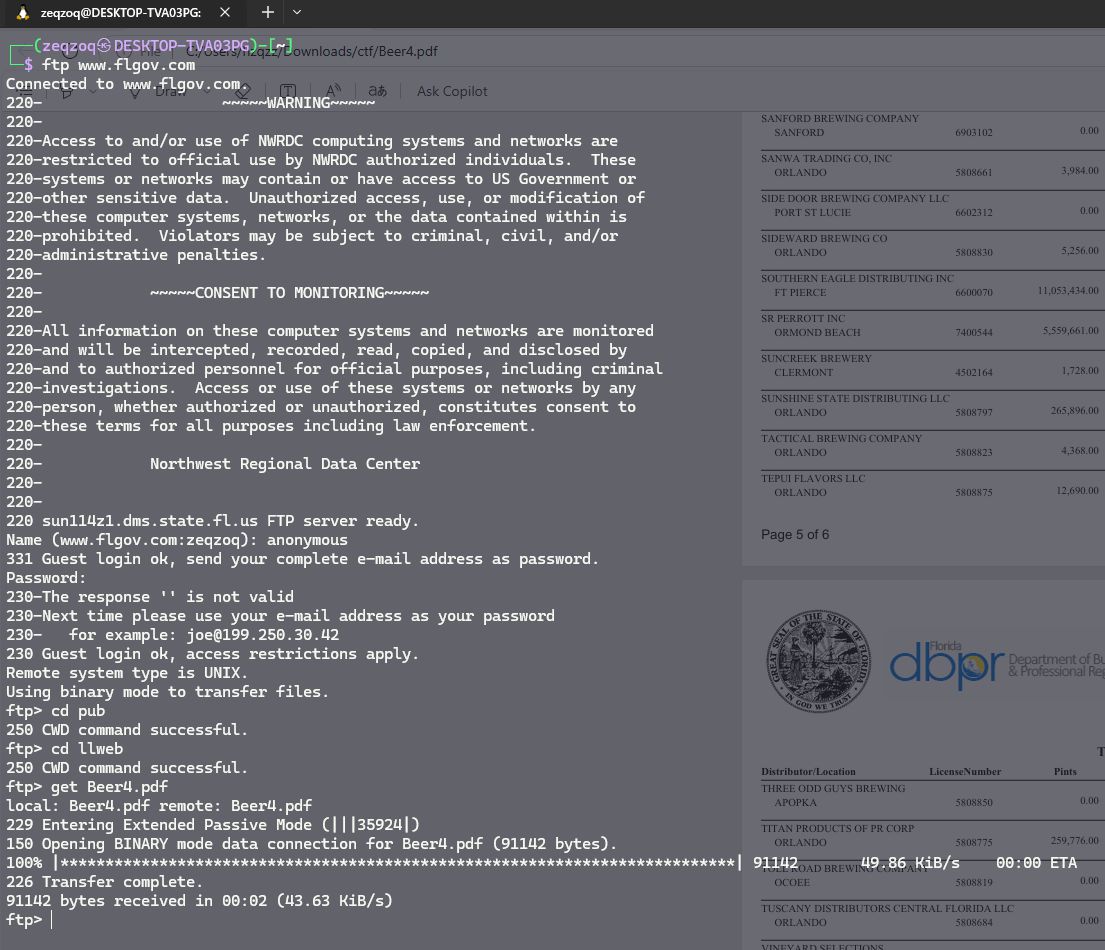 zeqzoq@DESKTOP-TVA03PG:
┌──(zeqzoq㉿DESKTOP-TVA03PG)-[~]
└─$ ftp www.flgov.com
Connected to www.flgov.com.
220-                    ~~~~~WARNING~~~~~
220-
220-Access to and/or use of NWRDC computing systems and networks are
220-restricted to official use by NWRDC authorized individuals.  These
220-systems or networks may contain or have access to US Government or
220-other sensitive data.  Unauthorized access, use, or modification of
220-these computer systems, networks, or the data contained within is
220-prohibited.  Violators may be subject to criminal, civil, and/or
220-administrative penalties.
220-
220-            ~~~~~CONSENT TO MONITORING~~~~~
220-
220-All information on these computer systems and networks are monitored
220-and will be intercepted, recorded, read, copied, and disclosed by
220-and to authorized personnel for official purposes, including criminal
220-investigations.  Access or use of these systems or networks by any
220-person, whether authorized or unauthorized, constitutes consent to
220-these terms for all purposes including law enforcement.
220-
220-            Northwest Regional Data Center
220-
220-
220 sun114z1.dms.state.fl.us FTP server ready.
Name (www.flgov.com:zeqzoq): anonymous
331 Guest login ok, send your complete e-mail address as password.
Password:
230-The response '' is not valid
230-Next time please use your e-mail address as your password
230-   for example: joe@199.250.30.42
230 Guest login ok, access restrictions apply.
Remote system type is UNIX.
Using binary mode to transfer files.
ftp> cd pub
250 CWD command successful.
ftp> cd llweb
250 CWD command successful.
ftp> get Beer4.pdf
local: Beer4.pdf remote: Beer4.pdf
229 Entering Extended Passive Mode (|||35924|)
150 Opening BINARY mode data connection for Beer4.pdf (91142 bytes).
100% |***************************************************************************| 91142       49.86 KiB/s    00:00 ETA
226 Transfer complete.
91142 bytes received in 00:02 (43.63 KiB/s)
ftp>
File
Downloads/ctf/Beer4.pdf
Draw
Ask Copilot
SANFORD BREWING COMPANY
SANFORD 6903102 0.00
SANWA TRADING CO, INC
ORLANDO 5808661 3,984.00
SIDE DOOR BREWING COMPANY LLC
PORT ST LUCIE 6602312 0.00
SIDEWARD BREWING CO
ORLANDO 5808830 5,256.00
SOUTHERN EAGLE DISTRIBUTING INC
FT PIERCE 6600070 11,053,434.00
SR PERROTT INC
ORMOND BEACH 7400544 5,559,661.00
SUNCREEK BREWERY
CLERMONT 4502164 1,728.00
SUNSHINE STATE DISTRIBUTING LLC
ORLANDO 5808797 265,896.00
TACTICAL BREWING COMPANY
ORLANDO 5808823 4,368.00
TEPUI FLAVORS LLC
ORLANDO 5808875 12,690.00
Page 5 of 6
GREAT SEAL OF THE STATE OF FLORIDA
IN GOD WE TRUST
Florida
dbpr
Department of Bu
& Professional Reg
T
Distributor/Location LicenseNumber Pints
THREE ODD GUYS BREWING
APOPKA 5808850 0.00
TITAN PRODUCTS OF PR CORP
ORLANDO 5808775 259,776.00
TOLL ROAD BREWING COMPANY
OCOEE 5808819 0.00
TUSCANY DISTRIBUTORS CENTRAL FLORIDA LLC
ORLANDO 5808684 0.00
VINEYARD SELECTIONS